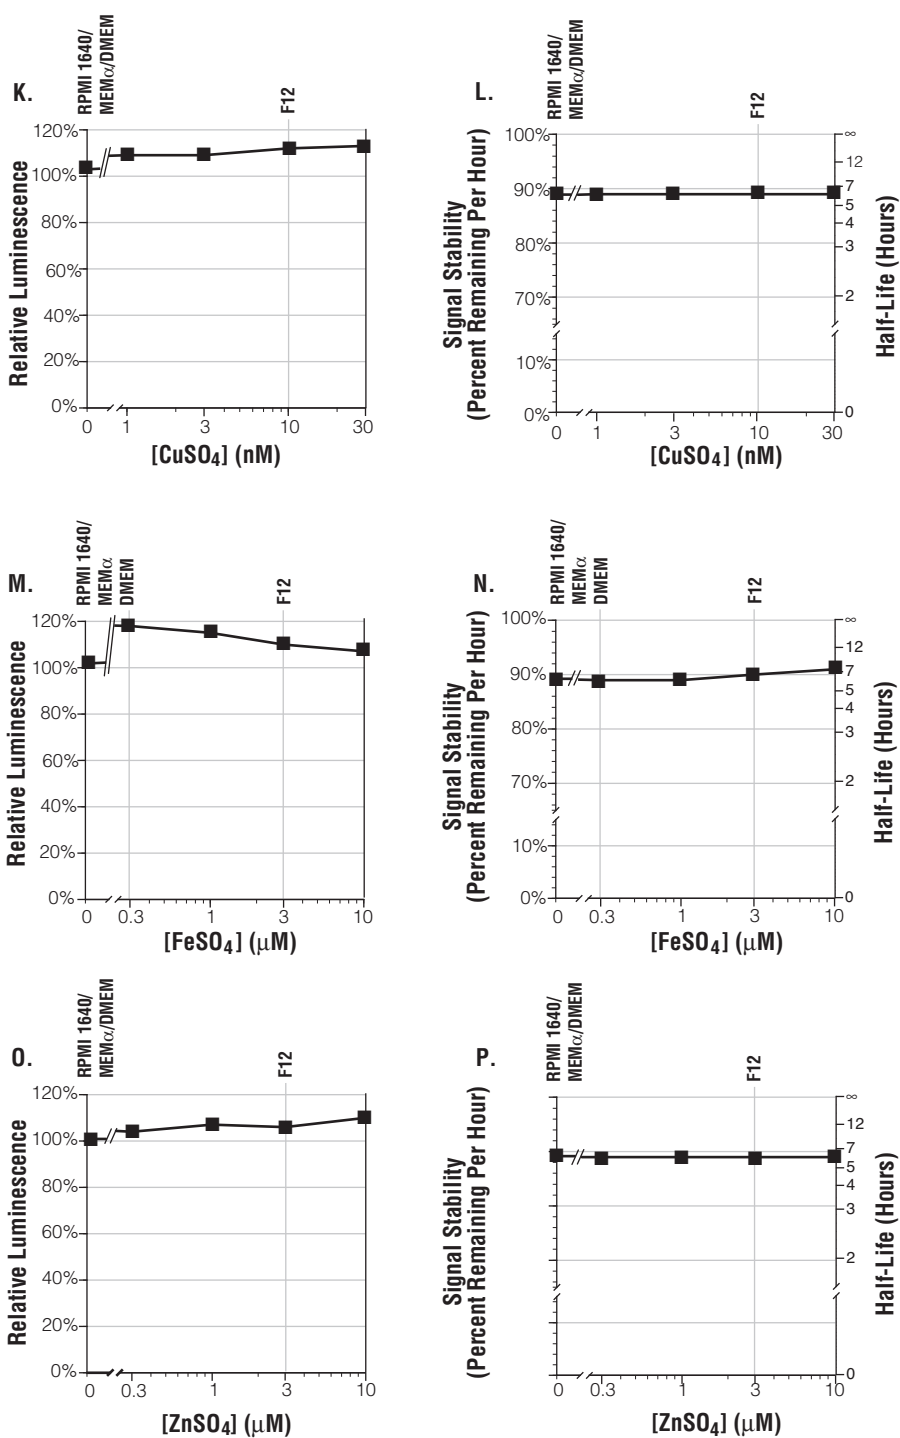 K.
RPMI 1640/
MEMα/DMEM
F12
Relative Luminescence
120%
100%
80%
60%
40%
20%
0%
0 1 3 10 30
[CuSO4] (nM)
L.
RPMI 1640/
MEMα/DMEM
F12
Signal Stability
(Percent Remaining Per Hour)
100%
90%
80%
70%
10%
0%
∞
12
7
5
4
3
2
0
Half-Life (Hours)
0 1 3 10 30
[CuSO4] (nM)
M.
RPMI 1640/
MEMα
DMEM
F12
Relative Luminescence
120%
100%
80%
60%
40%
20%
0%
0 0.3 1 3 10
[FeSO4] (μM)
N.
RPMI 1640/
MEMα
DMEM
F12
Signal Stability
(Percent Remaining Per Hour)
100%
90%
80%
70%
10%
0%
∞
12
7
5
4
3
2
0
Half-Life (Hours)
0 0.3 1 3 10
[FeSO4] (μM)
O.
RPMI 1640/
MEMα/DMEM
F12
Relative Luminescence
120%
100%
80%
60%
40%
20%
0%
0 0.3 1 3 10
[ZnSO4] (μM)
P.
RPMI 1640/
MEMα/DMEM
F12
Signal Stability
(Percent Remaining Per Hour)
∞
12
7
5
4
3
2
0
Half-Life (Hours)
0 0.3 1 3 10
[ZnSO4] (μM)